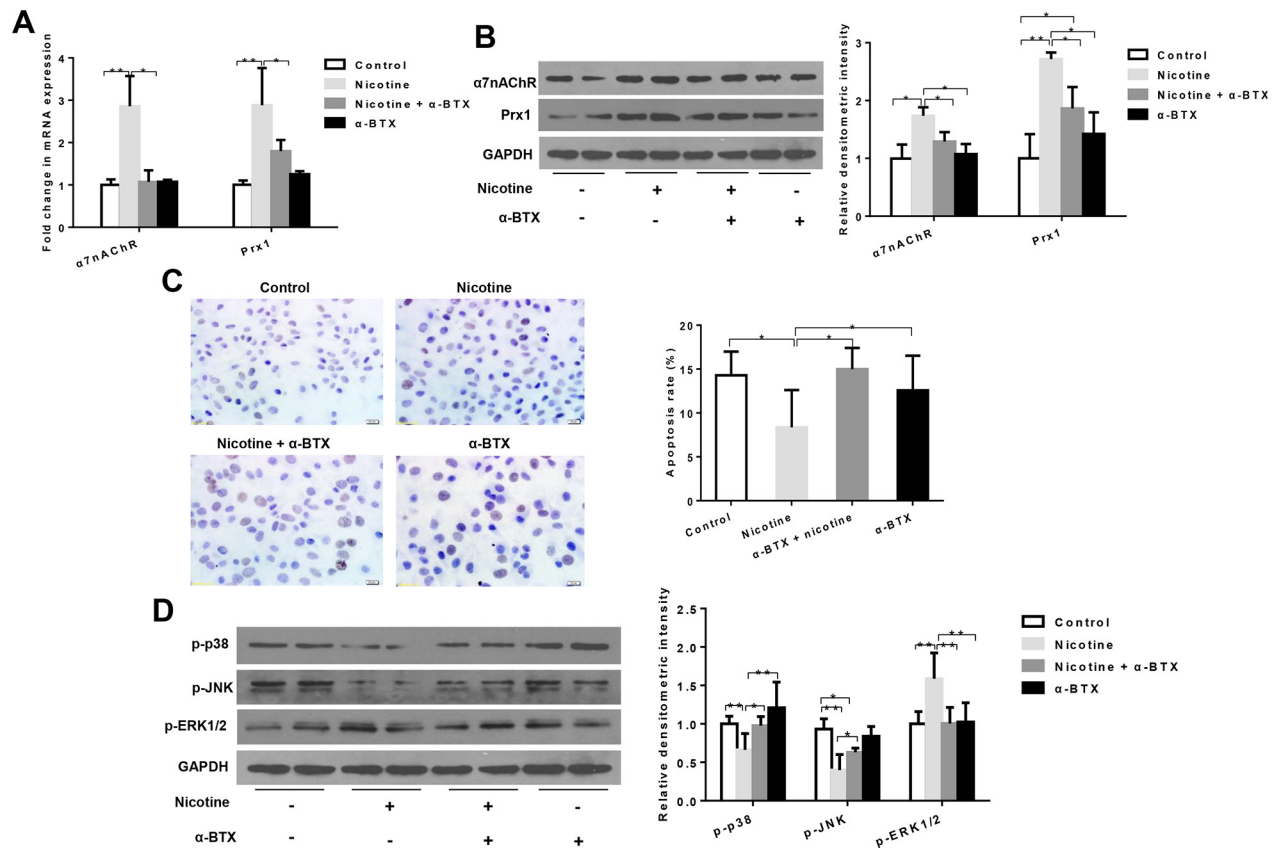 A
Fold change in mRNA expression
4
3
2
1
0
** *
** *
α7nAChR
Prx1
Control
Nicotine
Nicotine + α-BTX
α-BTX
B
α7nAChR
Prx1
GAPDH
Nicotine - + + -
α-BTX - - + +
Relative densitometric intensity
3
2
1
0
*
* *
*
*
** *
α7nAChR
Prx1
Control
Nicotine
Nicotine + α-BTX
α-BTX
C
Control
Nicotine
Nicotine + α-BTX
α-BTX
Apoptosis rate (%)
20
15
10
5
0
*
* *
Control
Nicotine
α-BTX + nicotine
α-BTX
D
p-p38
p-JNK
p-ERK1/2
GAPDH
Nicotine - + + -
α-BTX - - + +
Relative densitometric intensity
2.5
2.0
1.5
1.0
0.5
0.0
**
** *
*
**
*
**
** **
p-p38
p-JNK
p-ERK1/2
Control
Nicotine
Nicotine + α-BTX
α-BTX